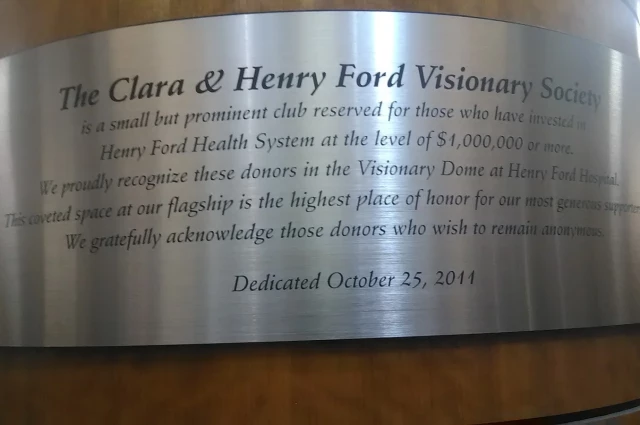 The Clara & Henry Ford Visionary Society
is a small but prominent club reserved for those who have invested in
Henry Ford Health System at the level of $1,000,000 or more.
We proudly recognize these donors in the Visionary Dome at Henry Ford Hospital.
This coveted space at our flagship is the highest place of honor for our most generous supporters
We gratefully acknowledge those donors who wish to remain anonymous.
Dedicated October 25, 2011